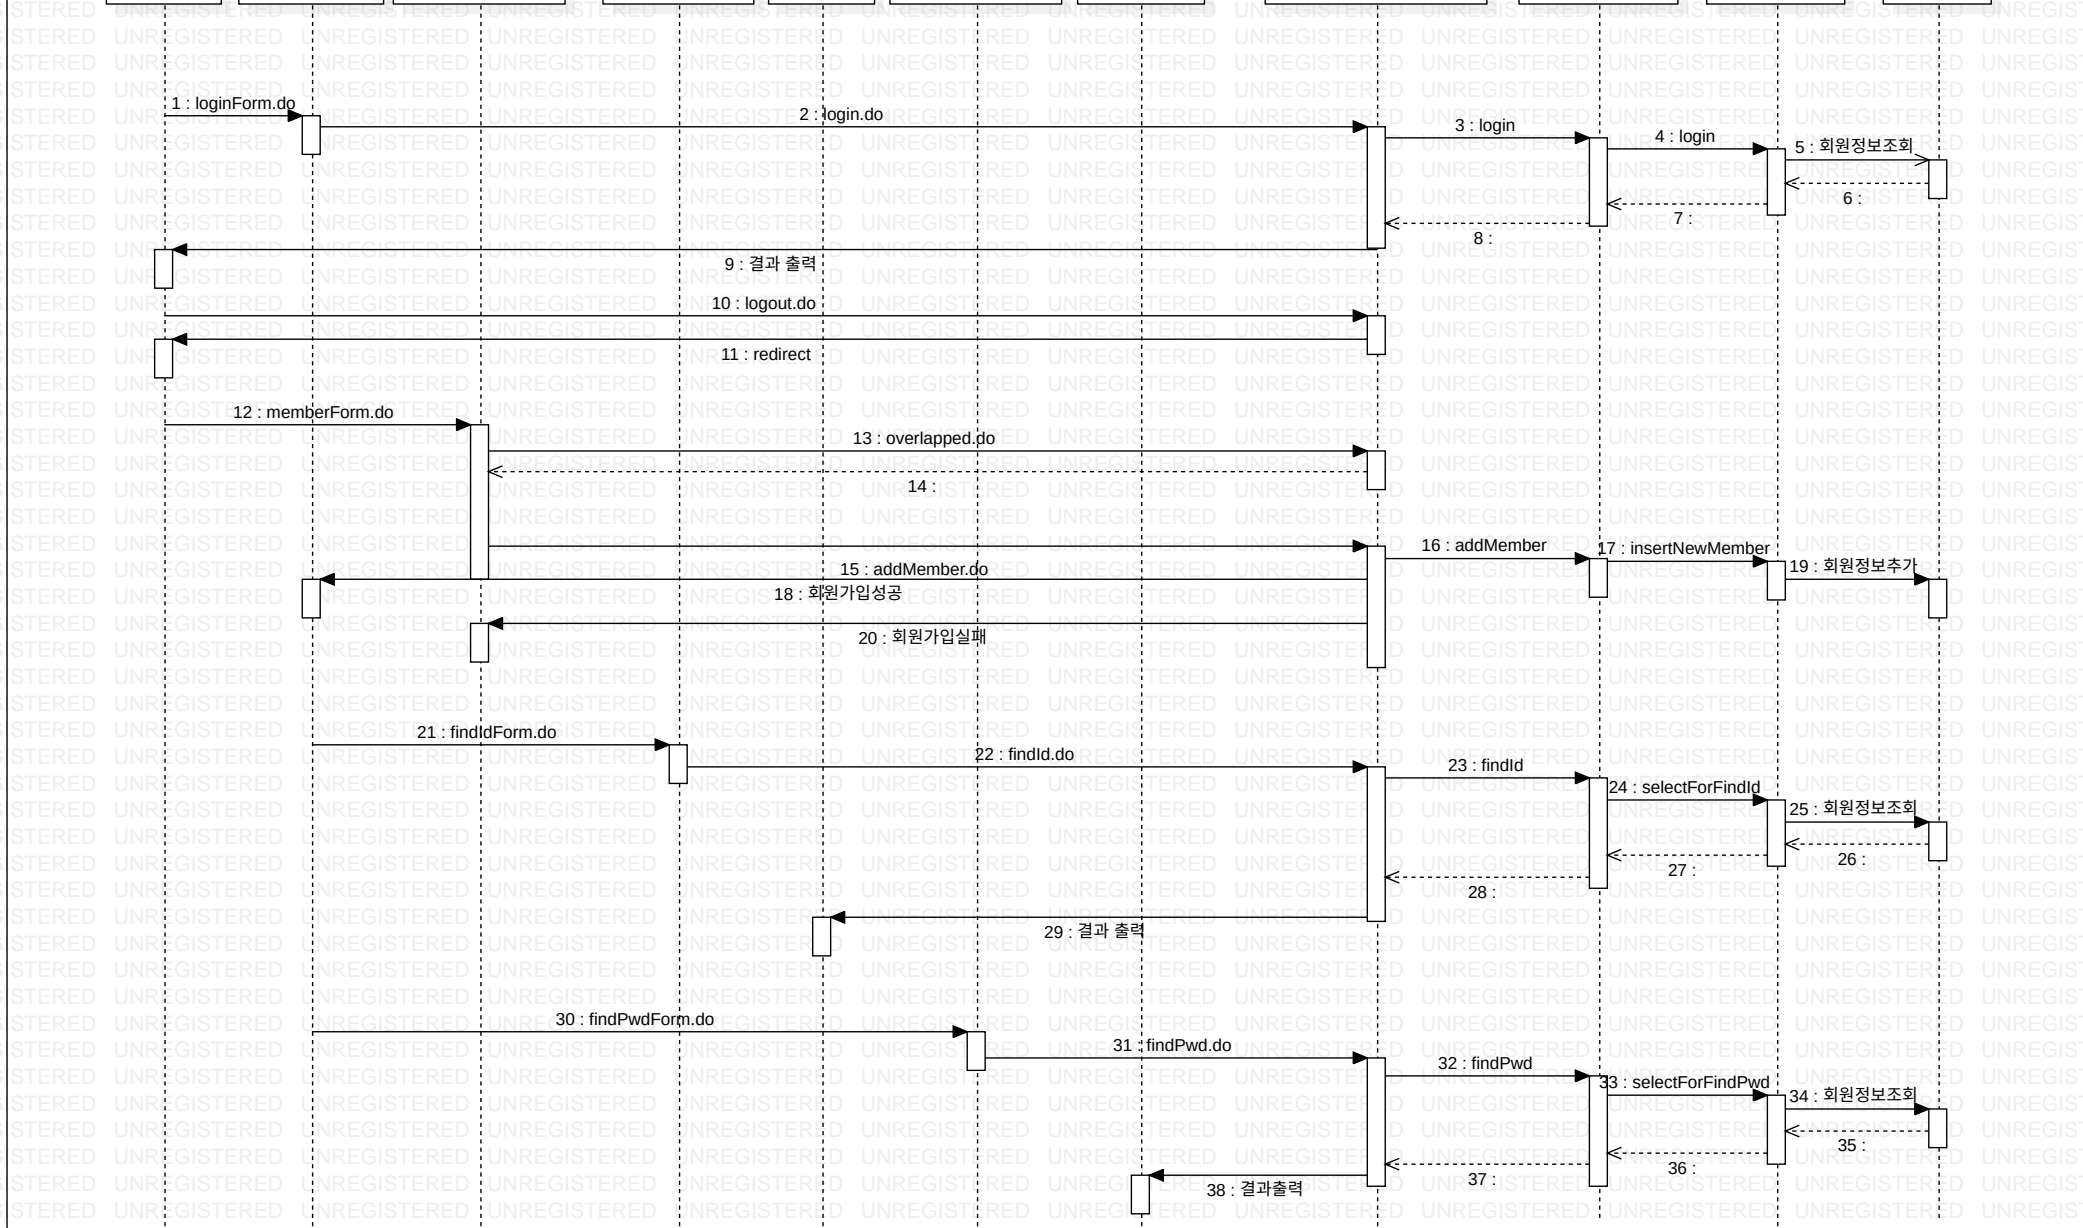 1 : loginForm.do
2 : login.do
3 : login
4 : login
5 : 회원정보조회
6 :
7 :
8 :
9 : 결과 출력
10 : logout.do
11 : redirect
12 : memberForm.do
13 : overlapped.do
14 :
15 : addMember.do
16 : addMember
17 : insertNewMember
18 : 회원가입성공
19 : 회원정보추가
20 : 회원가입실패
21 : findIdForm.do
22 : findId.do
23 : findId
24 : selectForFindId
25 : 회원정보조회
26 :
27 :
28 :
29 : 결과 출력
30 : findPwdForm.do
31 : findPwd.do
32 : findPwd
33 : selectForFindPwd
34 : 회원정보조회
35 :
36 :
37 :
38 : 결과출력
UNREGISTERED